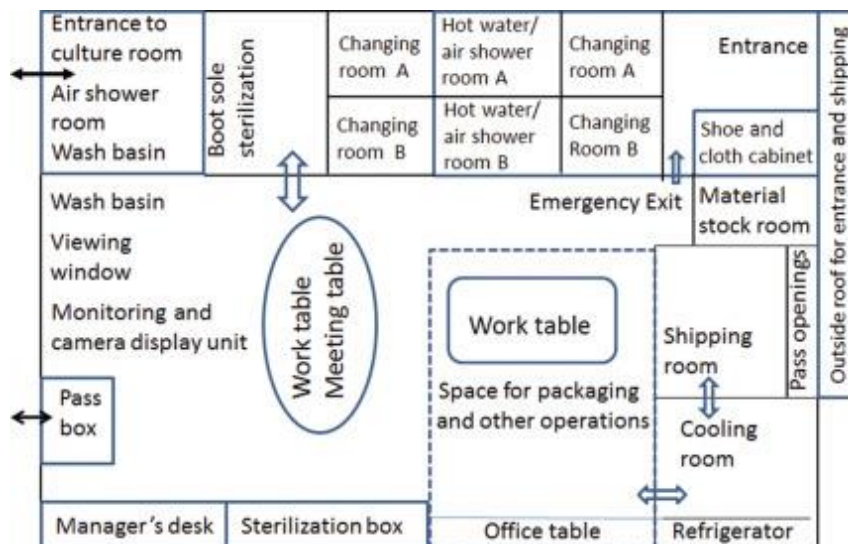 Entrance to
culture room
Air shower
room
Wash basin
Boot sole
sterilization
Changing
room A
Hot water/
air shower
room A
Changing
room A
Entrance
Changing
room B
Hot water/
air shower
room B
Changing
Room B
Shoe and
cloth cabinet
Outside roof for entrance and shipping
Wash basin
Viewing
window
Monitoring and
camera display unit
Work table
Meeting table
Emergency Exit
Material
stock room
Work table
Space for packaging
and other operations
Shipping
room
Pass openings
Pass
box
Cooling
room
Manager's desk
Sterilization box
Office table
Refrigerator